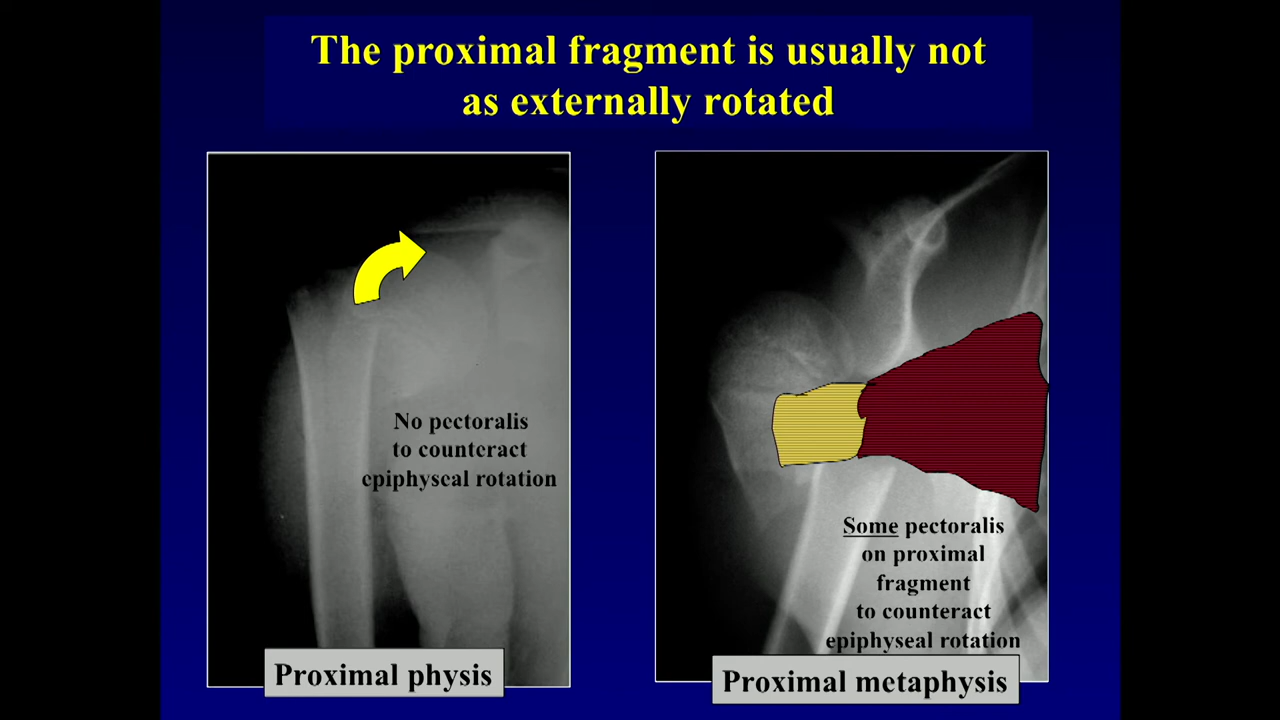 The proximal fragment is usually not
as externally rotated
No pectoralis
to counteract
epiphyseal rotation
Proximal physis
Some pectoralis
on proximal
fragment
to counteract
epiphyseal rotation
Proximal metaphysis